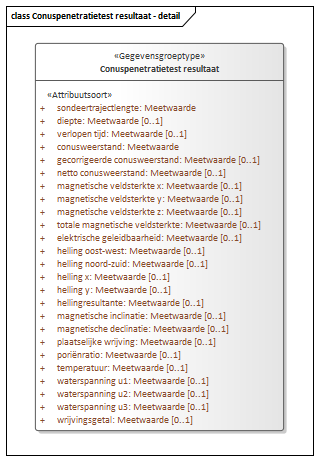 class Conuspenetratietest resultaat - detail
«Gegevensgroeptype»
Conuspenetratietest resultaat
«Attribuutsoort»
+ sondeertrajectlengte: Meetwaarde
+ diepte: Meetwaarde [0..1]
+ verlopen tijd: Meetwaarde [0..1]
+ conusweerstand: Meetwaarde
+ gecorrigeerde conusweerstand: Meetwaarde [0..1]
+ netto conusweerstand: Meetwaarde [0..1]
+ magnetische veldsterkte x: Meetwaarde [0..1]
+ magnetische veldsterkte y: Meetwaarde [0..1]
+ magnetische veldsterkte z: Meetwaarde [0..1]
+ totale magnetische veldsterkte: Meetwaarde [0..1]
+ elektrische geleidbaarheid: Meetwaarde [0..1]
+ helling oost-west: Meetwaarde [0..1]
+ helling noord-zuid: Meetwaarde [0..1]
+ helling x: Meetwaarde [0..1]
+ helling y: Meetwaarde [0..1]
+ hellingresultante: Meetwaarde [0..1]
+ magnetische inclinatie: Meetwaarde [0..1]
+ magnetische declinatie: Meetwaarde [0..1]
+ plaatselijke wrijving: Meetwaarde [0..1]
+ poriënratio: Meetwaarde [0..1]
+ temperatuur: Meetwaarde [0..1]
+ waterspanning u1: Meetwaarde [0..1]
+ waterspanning u2: Meetwaarde [0..1]
+ waterspanning u3: Meetwaarde [0..1]
+ wrijvingsgetal: Meetwaarde [0..1]